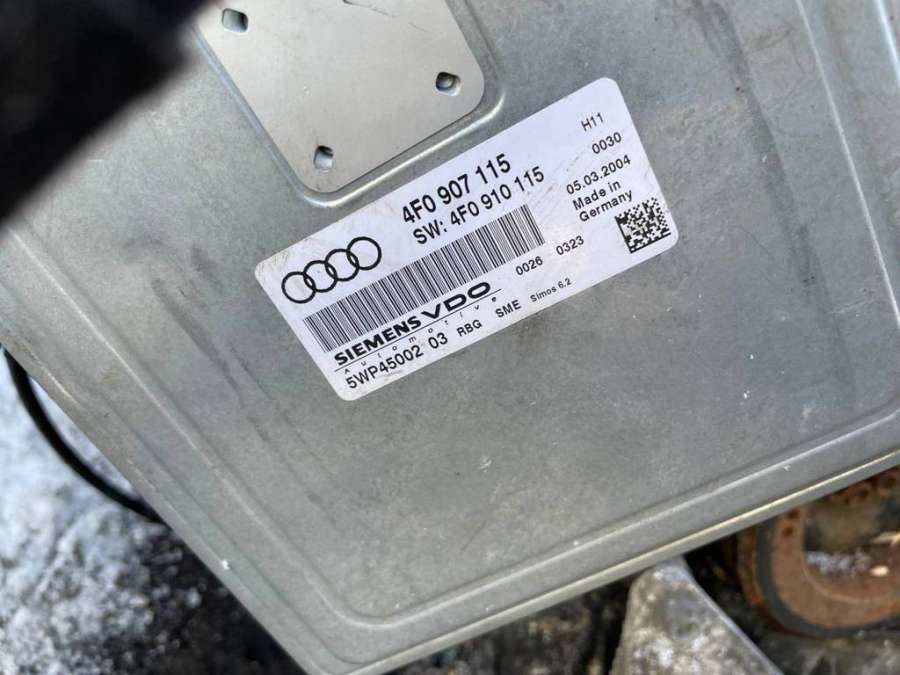 4F0 907 115
SW: 4F0 910 115
H11
0030
05.03.2004
Made in
Germany
0026 0323
SIEMENS VDO
Automotive
5WP45002 03 RBG SME Simos 6.2